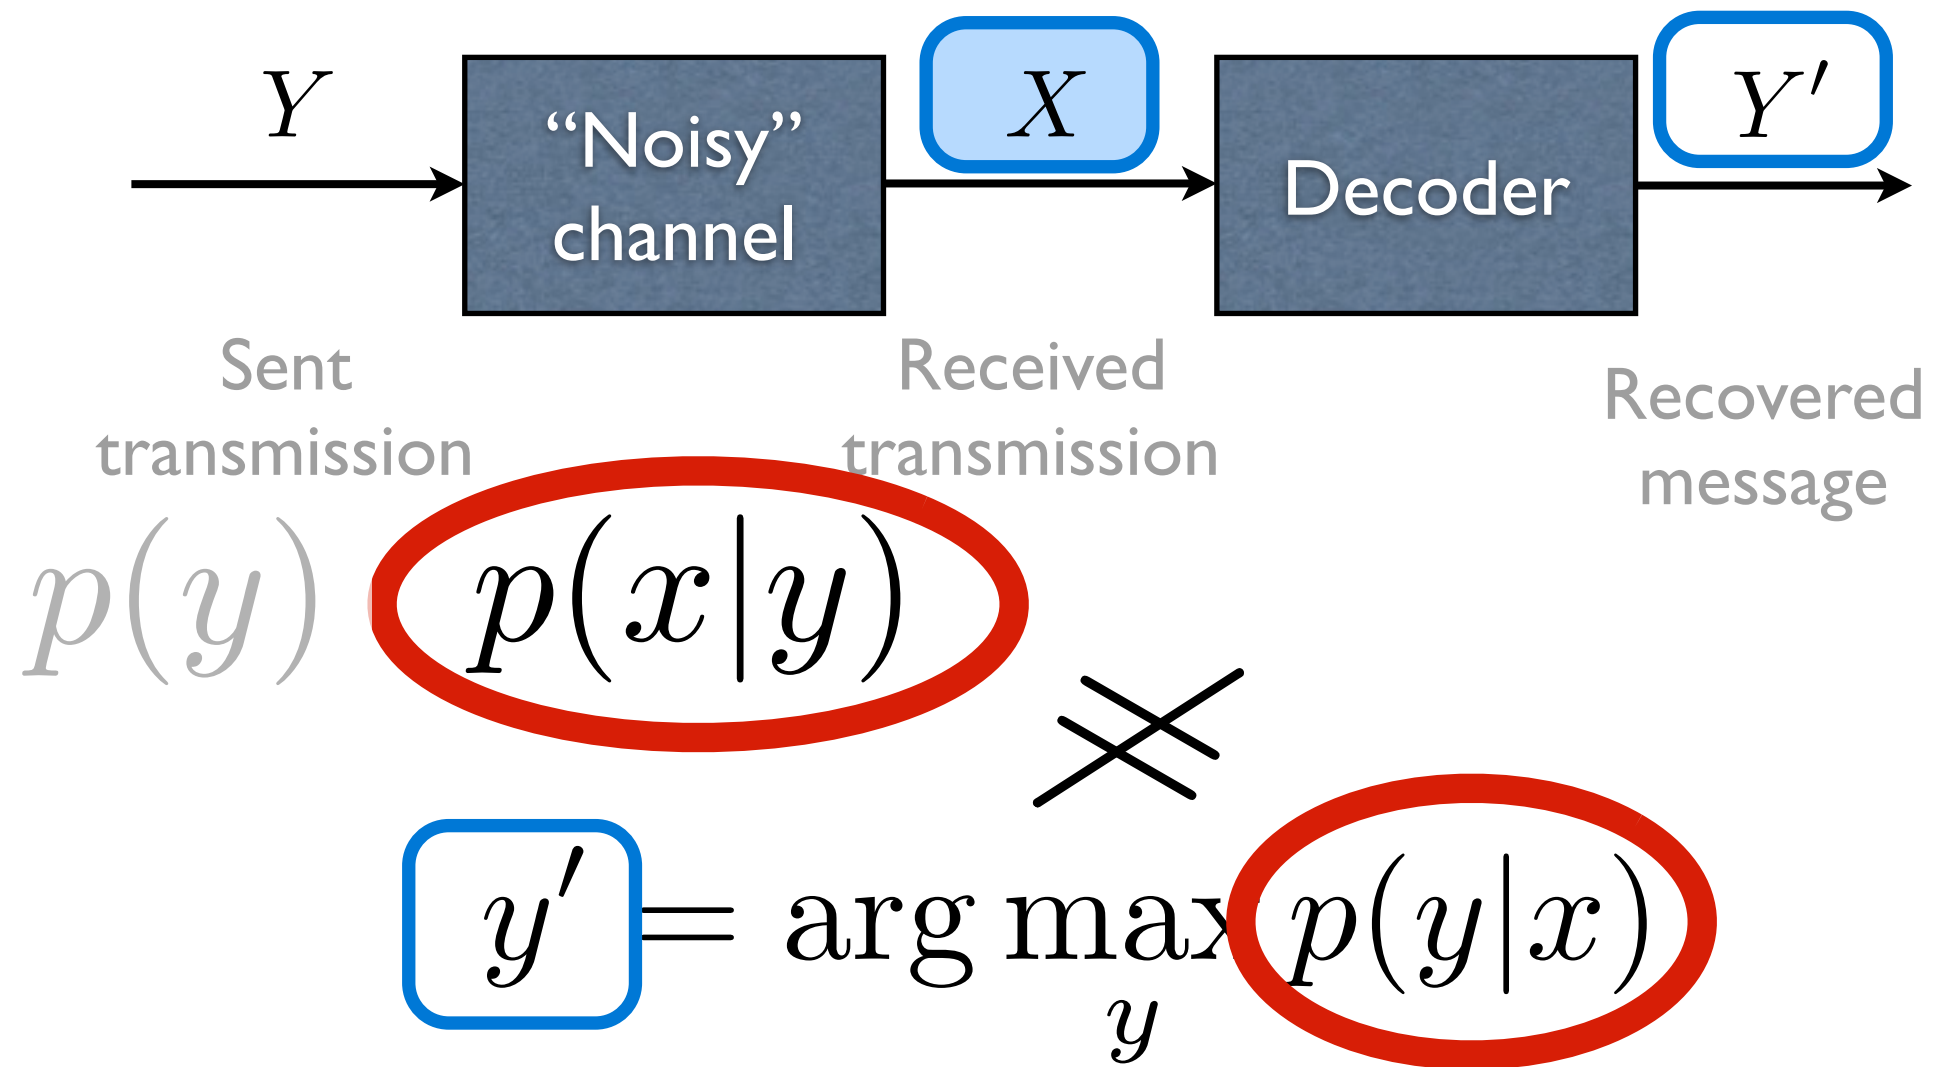 Y
“Noisy”
channel
X
Decoder
Y′
Sent
transmission
Received
transmission
Recovered
message
p(y)
p(x|y)
≠
y′ = arg max p(y|x)
y